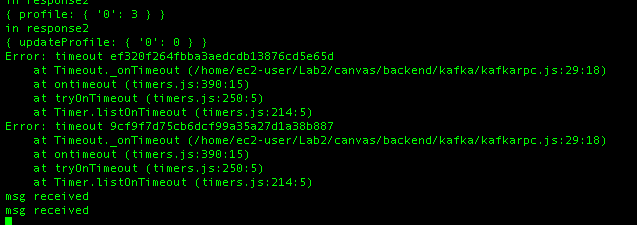 in response2
{ profile: { '0': 3 } }
in response2
{ updateProfile: { '0': 0 } }
Error: timeout ef320f264fbba3aedcdb13876cd5e65d
    at Timeout._onTimeout (/home/ec2-user/Lab2/canvas/backend/kafka/kafkarpc.js:29:18)
    at ontimeout (timers.js:390:15)
    at tryOnTimeout (timers.js:250:5)
    at Timer.listOnTimeout (timers.js:214:5)
Error: timeout 9cf9f7d75cb6dcf99a35a27d1a38b887
    at Timeout._onTimeout (/home/ec2-user/Lab2/canvas/backend/kafka/kafkarpc.js:29:18)
    at ontimeout (timers.js:390:15)
    at tryOnTimeout (timers.js:250:5)
    at Timer.listOnTimeout (timers.js:214:5)
msg received
msg received